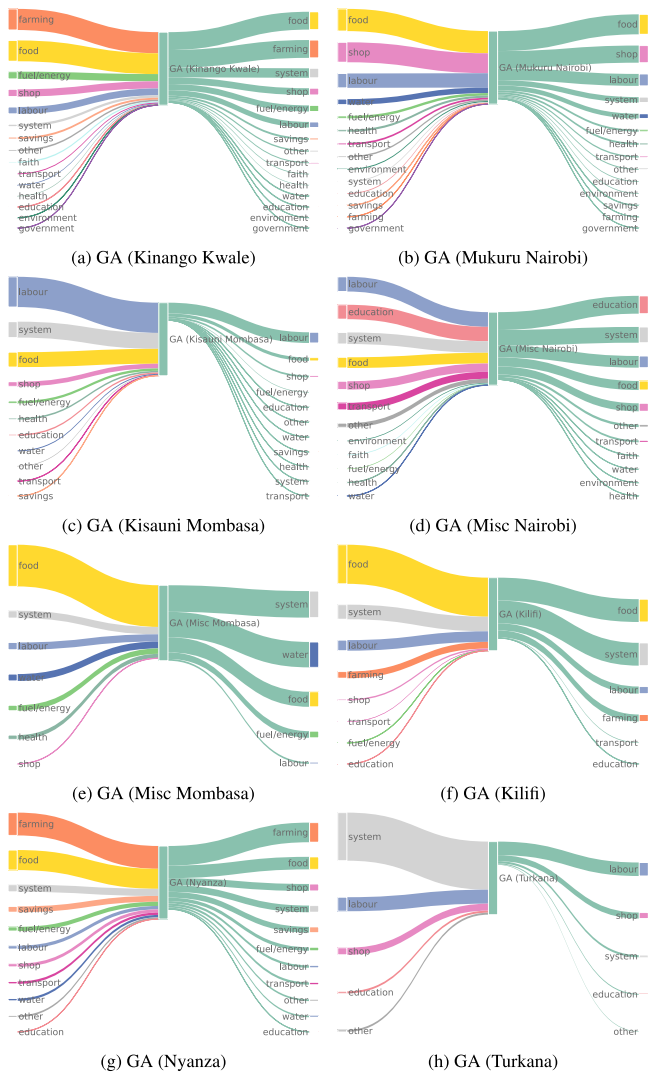 farming
food
fuel/energy
shop
labour
system
savings
other
faith
transport
water
health
education
environment
government
GA (Kinango Kwale)
food
farming
system
shop
fuel/energy
labour
savings
other
transport
faith
health
water
education
environment
government
(a) GA (Kinango Kwale)
food
shop
labour
water
fuel/energy
health
transport
other
environment
system
education
savings
farming
government
GA (Mukuru Nairobi)
food
shop
labour
system
water
fuel/energy
health
transport
other
education
environment
savings
farming
government
(b) GA (Mukuru Nairobi)
labour
system
food
shop
fuel/energy
health
education
water
other
transport
savings
GA (Kisauni Mombasa)
labour
food
shop
fuel/energy
education
other
water
savings
health
system
transport
(c) GA (Kisauni Mombasa)
labour
education
system
food
shop
transport
other
environment
faith
fuel/energy
health
water
GA (Misc Nairobi)
education
system
labour
food
shop
other
transport
faith
water
environment
health
(d) GA (Misc Nairobi)
food
system
labour
water
fuel/energy
health
shop
GA (Misc Mombasa)
system
water
food
fuel/energy
labour
(e) GA (Misc Mombasa)
food
system
labour
farming
shop
transport
fuel/energy
education
GA (Kilifi)
food
system
labour
farming
transport
education
(f) GA (Kilifi)
farming
food
system
savings
fuel/energy
labour
shop
transport
water
other
education
GA (Nyanza)
farming
food
shop
system
savings
fuel/energy
labour
transport
other
water
education
(g) GA (Nyanza)
system
labour
shop
education
other
GA (Turkana)
labour
shop
system
education
other
(h) GA (Turkana)